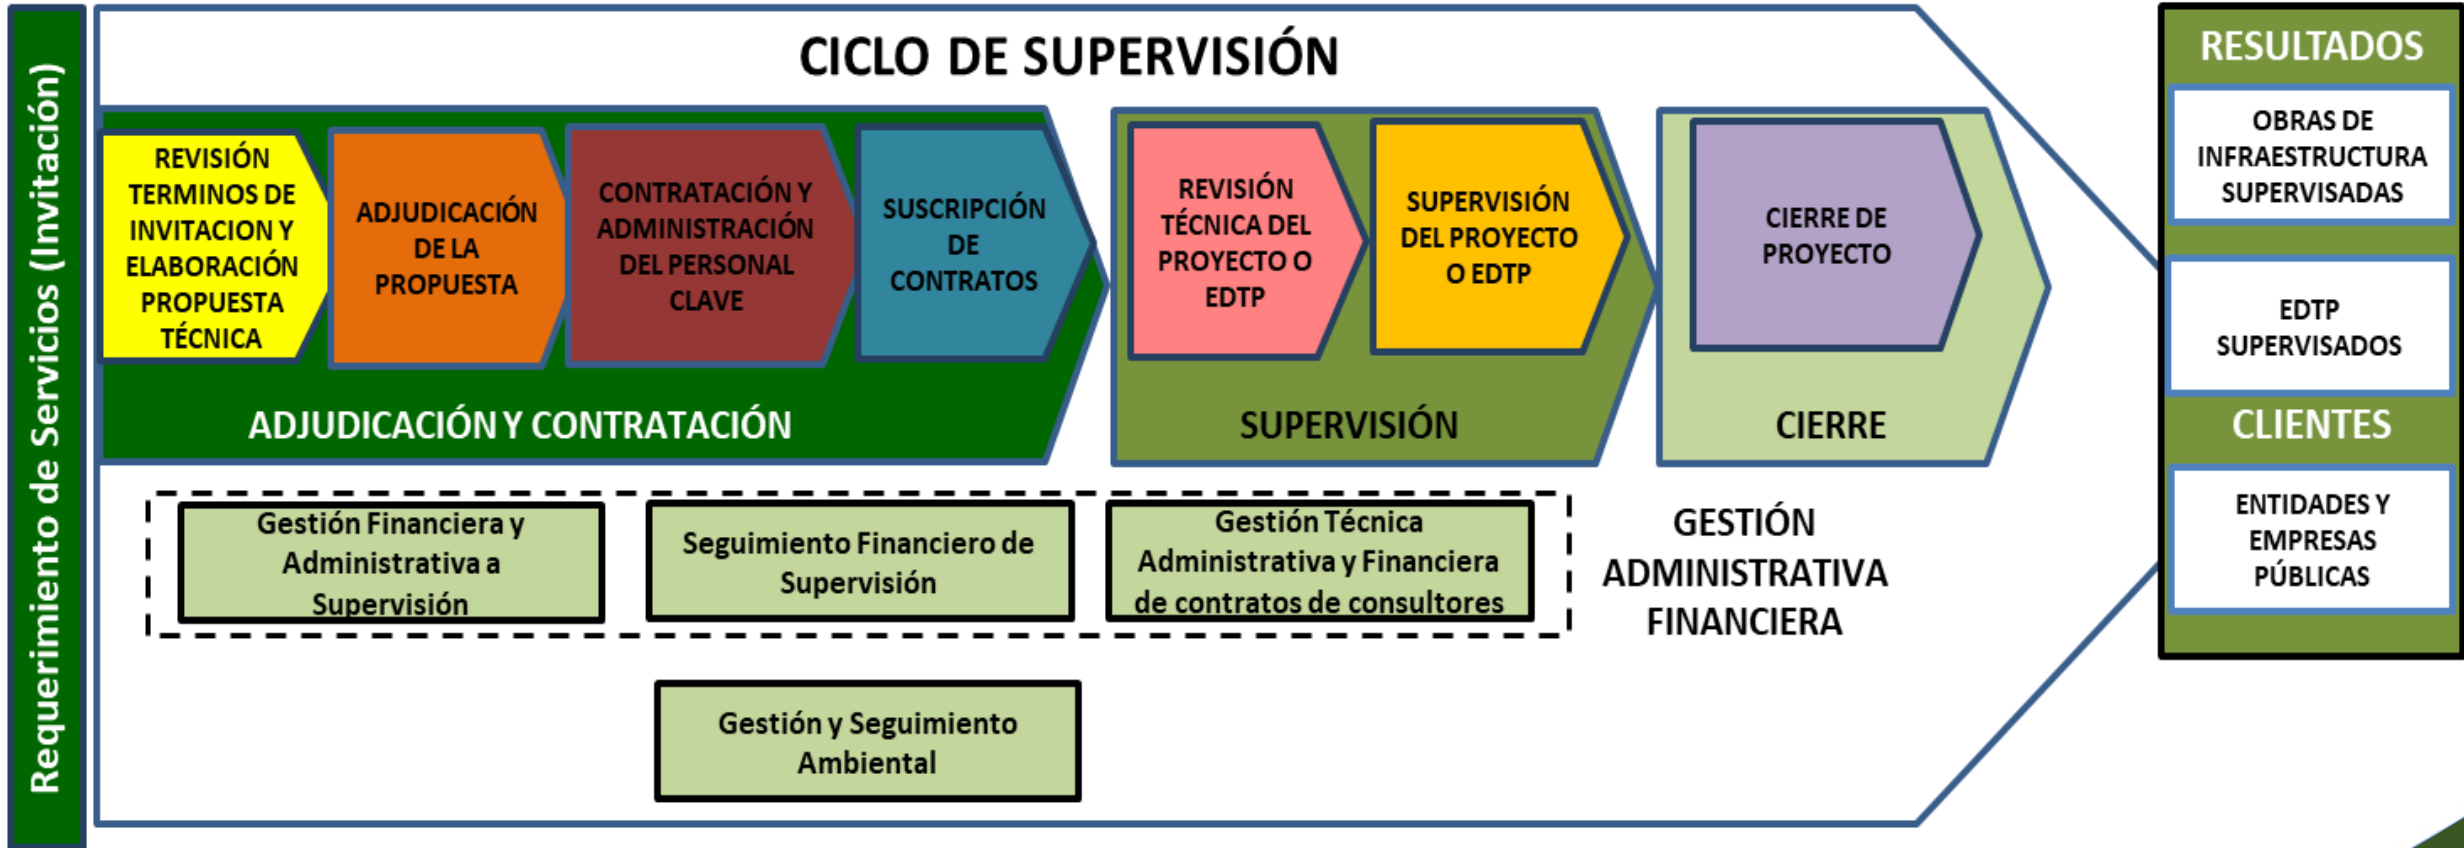 Requerimiento de Servicios (Invitación)
CICLO DE SUPERVISIÓN
REVISIÓN
TERMINOS DE
INVITACION Y
ELABORACIÓN
PROPUESTA
TÉCNICA
ADJUDICACIÓN
DE LA
PROPUESTA
CONTRATACIÓN Y
ADMINISTRACIÓN
DEL PERSONAL
CLAVE
SUSCRIPCIÓN
DE
CONTRATOS
ADJUDICACIÓN Y CONTRATACIÓN
REVISIÓN
TÉCNICA DEL
PROYECTO O
EDTP
SUPERVISIÓN
DEL PROYECTO
O EDTP
SUPERVISIÓN
CIERRE DE
PROYECTO
CIERRE
Gestión Financiera y
Administrativa a
Supervisión
Seguimiento Financiero de
Supervisión
Gestión Técnica
Administrativa y Financiera
de contratos de consultores
GESTIÓN
ADMINISTRATIVA
FINANCIERA
Gestión y Seguimiento
Ambiental
RESULTADOS
OBRAS DE
INFRAESTRUCTURA
SUPERVISADAS
EDTP
SUPERVISADOS
CLIENTES
ENTIDADES Y
EMPRESAS
PÚBLICAS